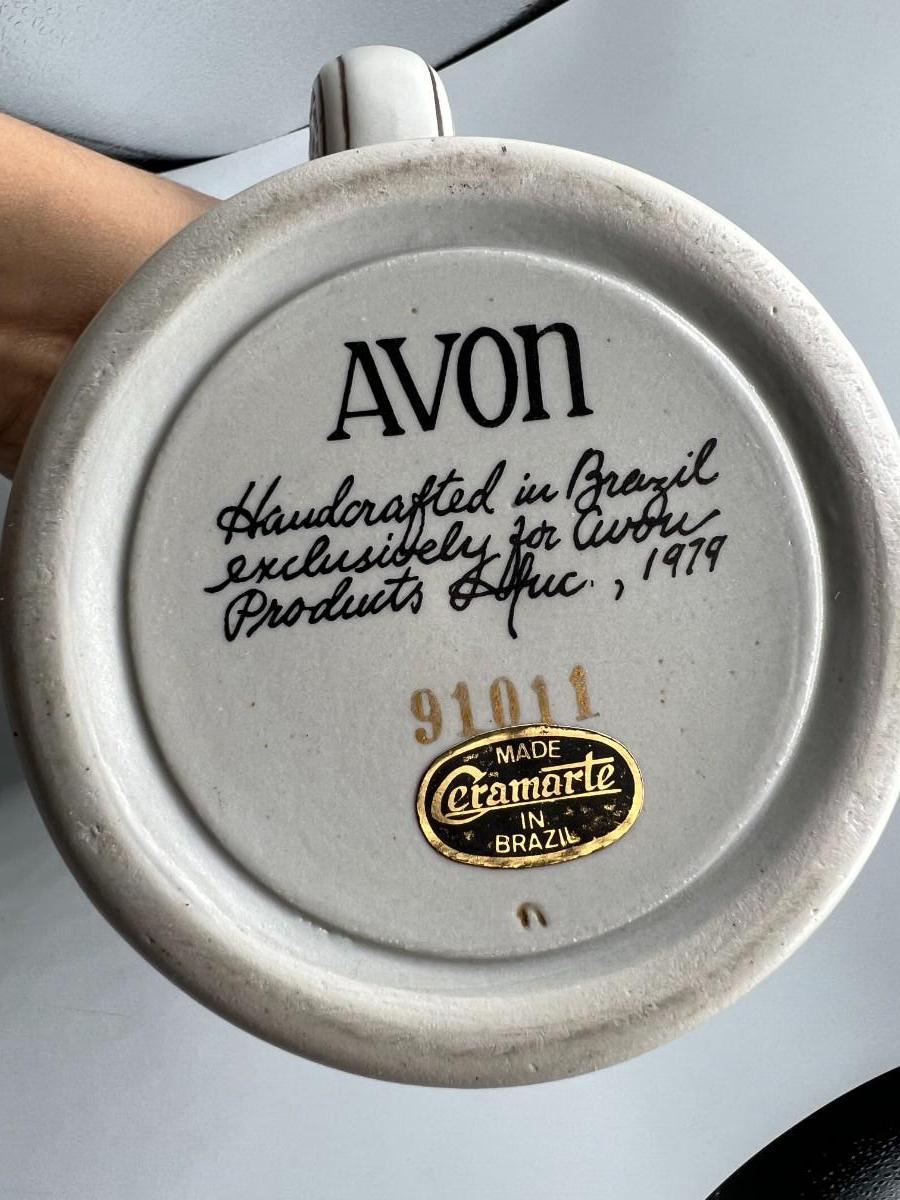 AVON
Handcrafted in Brazil
exclusively for Avon
Products Inc., 1979
91011
MADE
Ceramarte
IN
BRAZIL
n